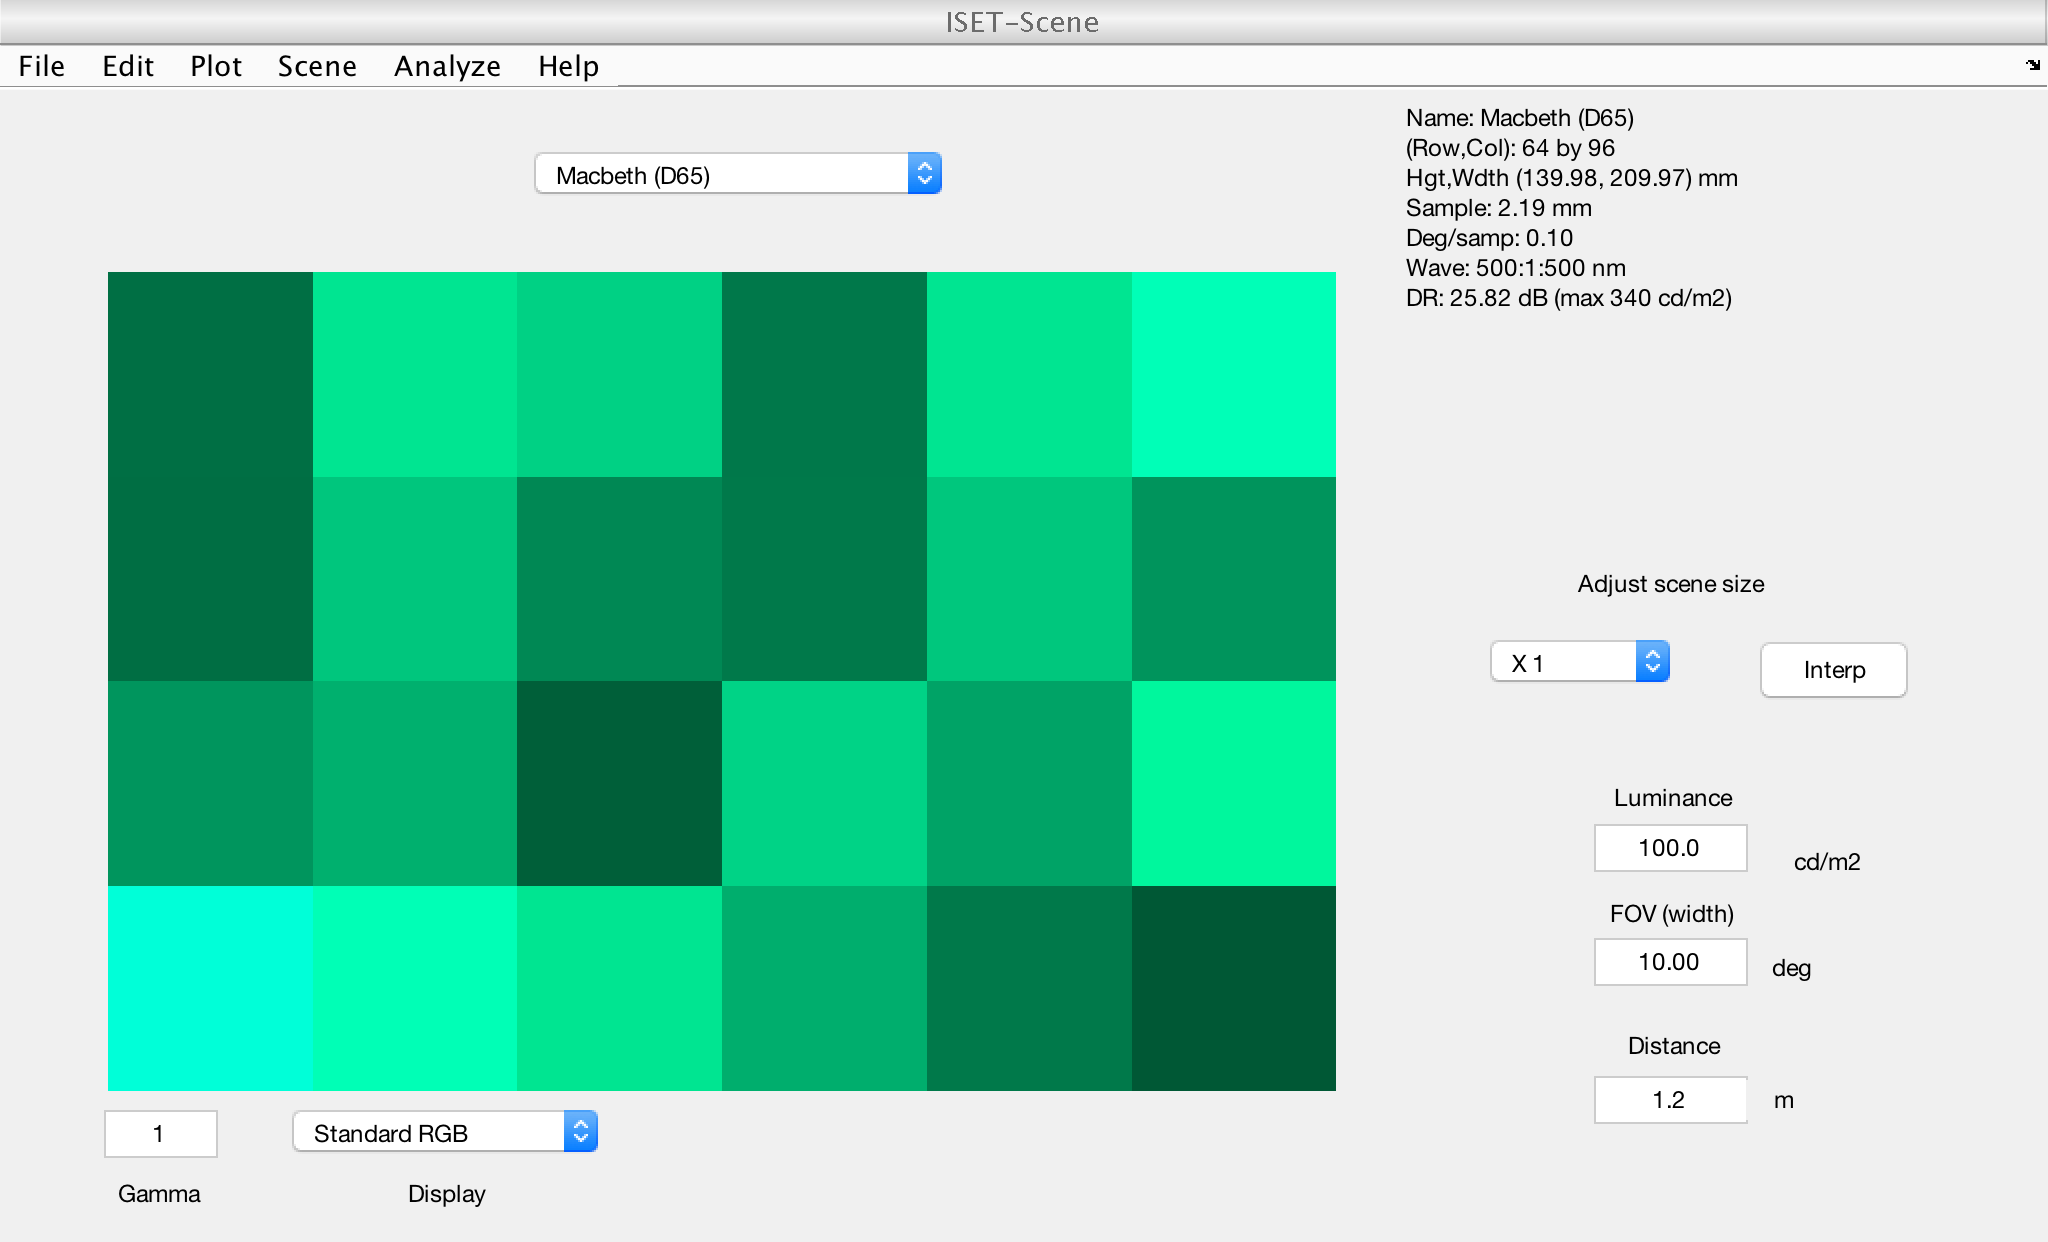 ISET-Scene
File Edit Plot Scene Analyze Help
Macbeth (D65)
Name: Macbeth (D65)
(Row,Col): 64 by 96
Hgt,Wdth (139.98, 209.97) mm
Sample: 2.19 mm
Deg/samp: 0.10
Wave: 500:1:500 nm
DR: 25.82 dB (max 340 cd/m2)
Adjust scene size
X 1
Interp
Luminance
100.0 cd/m2
FOV (width)
10.00 deg
Distance
1.2 m
1 Standard RGB
Gamma Display